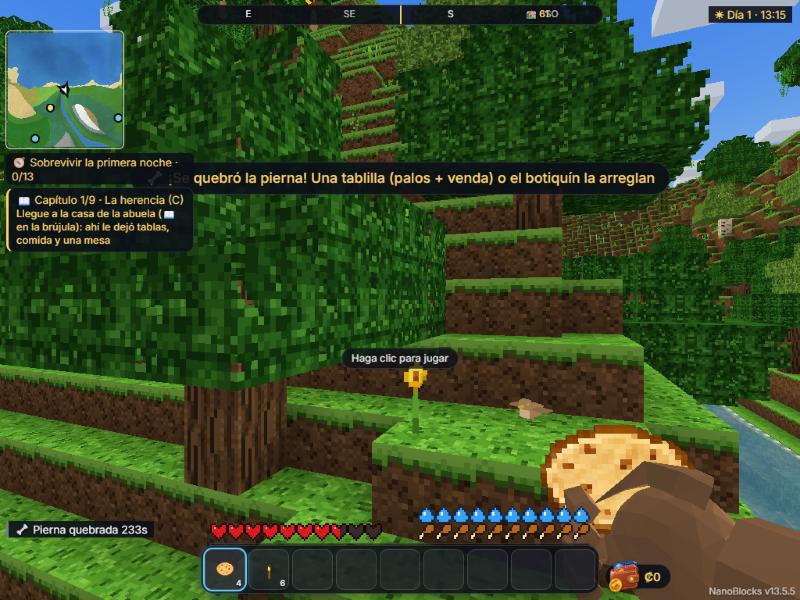 E SE S
☀ Día 1 · 13:15
Sobrevivir la primera noche ·
0/13
¡Se quebró la pierna! Una tablilla (palos + venda) o el botiquín la arreglan
Capítulo 1/9 · La herencia (C)
Llegue a la casa de la abuela (
en la brújula): ahí le dejó tablas,
comida y una mesa
Haga clic para jugar
Pierna quebrada 233s
4
6
₡0
NanoBlocks v13.5.5